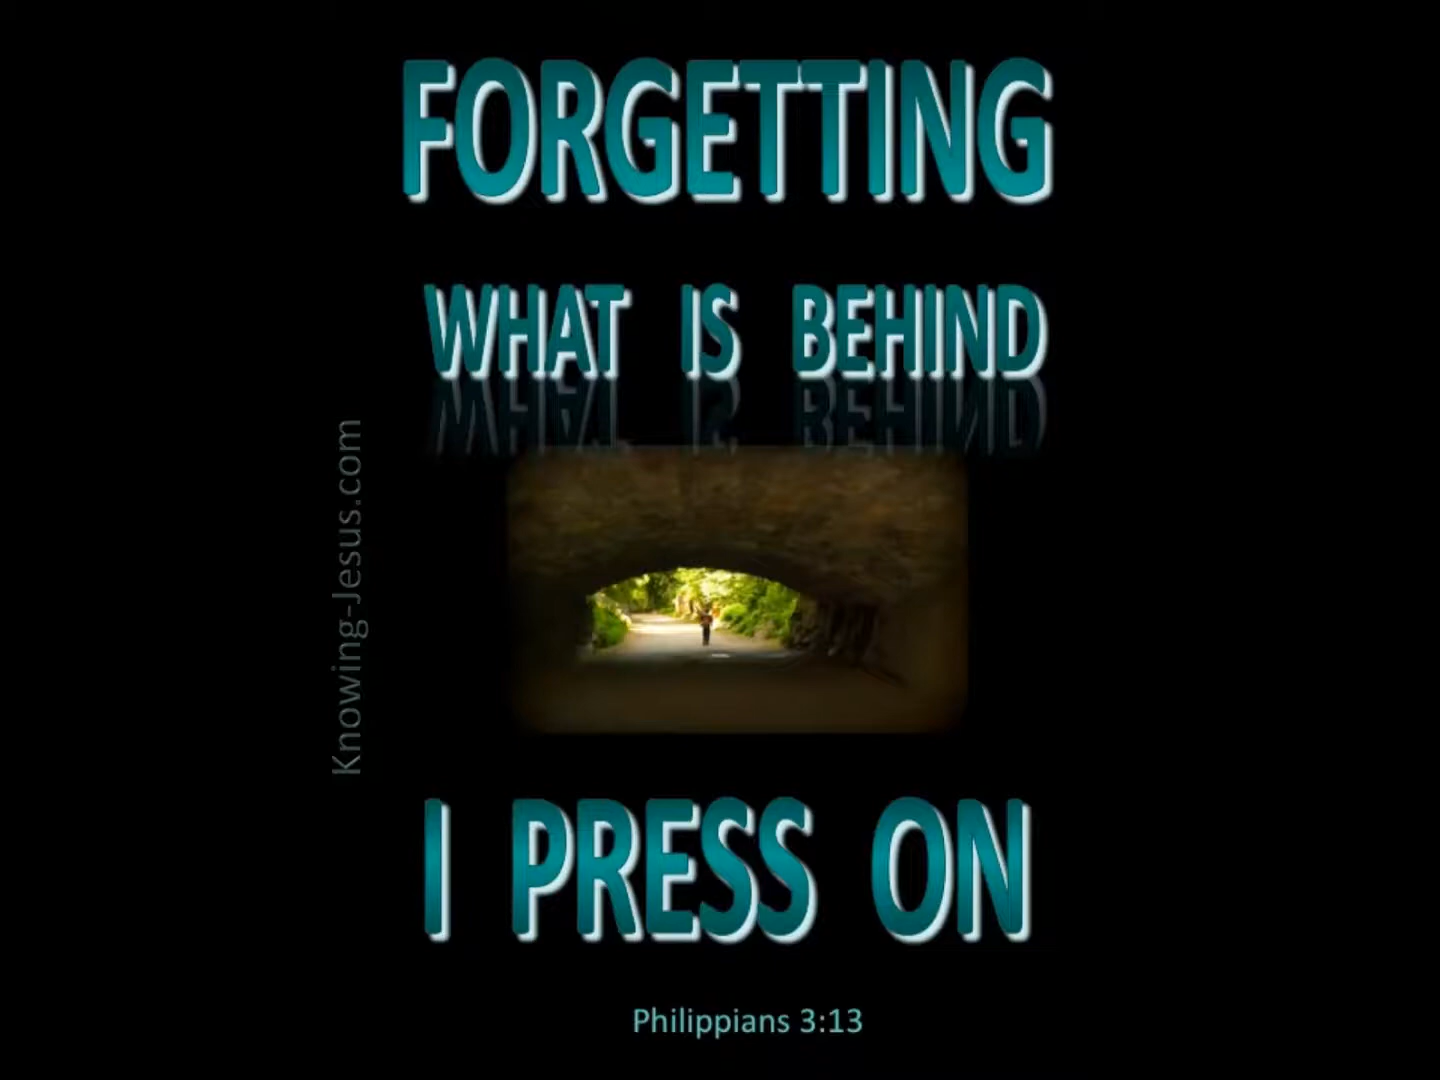 FORGETTING
WHAT IS BEHIND
Knowing-Jesus.com
I PRESS ON
Philippians 3:13